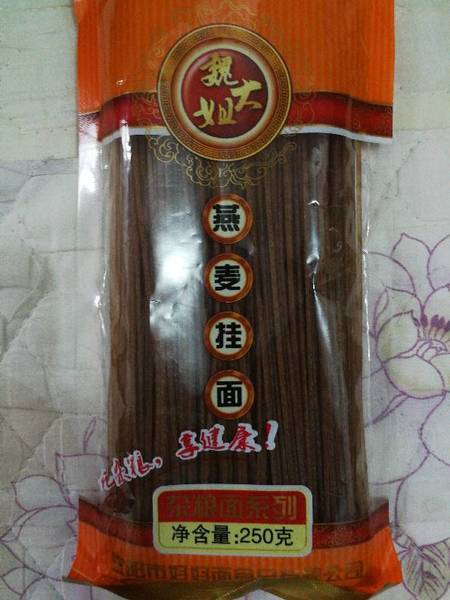 魏大姐
燕麦挂面
吃杂粮，享健康！
杂粮面系列
净含量:250克